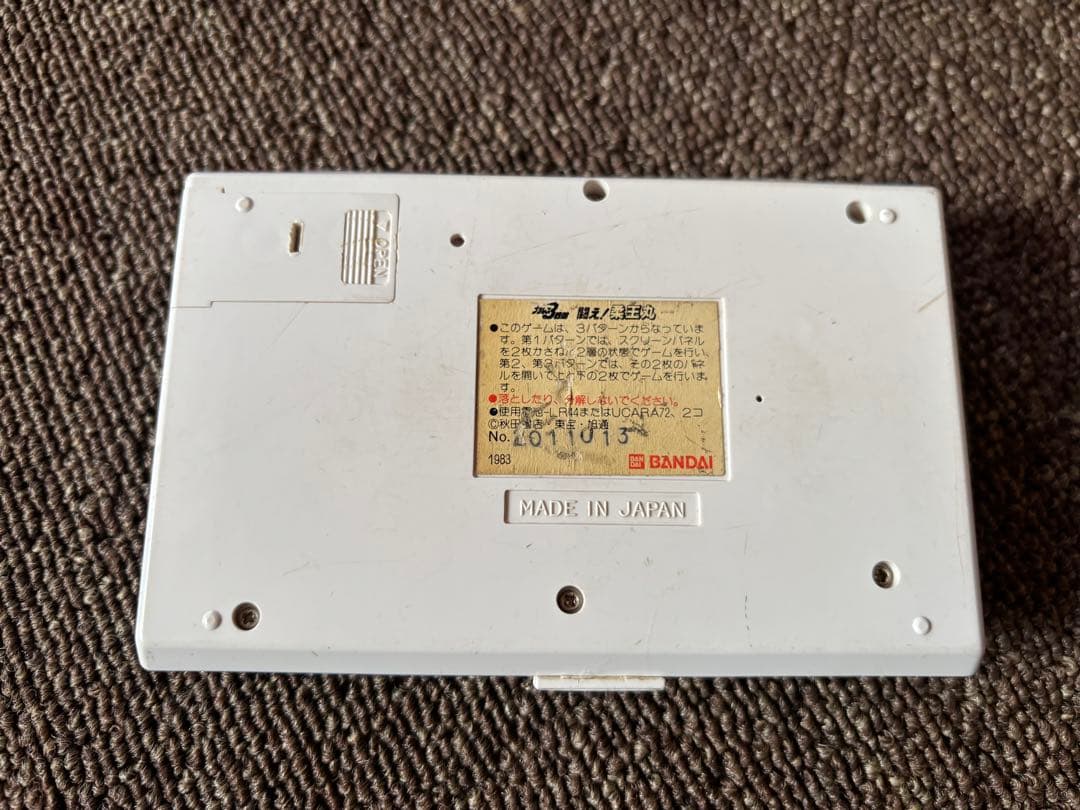 OPEN
闘え!柔王丸
●このゲームは、3パターンからなっていま
す。第1パターンでは、スクリーンパネル
を2枚かさね、2層の状態でゲームを行い、
第2、第3パターンでは、その2枚のパネ
ルを開いて上と下の2枚でゲームを行いま
す。
●落としたり、分解しないでください。
●使用電池-LR44またはUCARA72、2コ
©秋田書店 東宝・旭通
No. 2611013
1983 BAN DAI BANDAI
MADE IN JAPAN